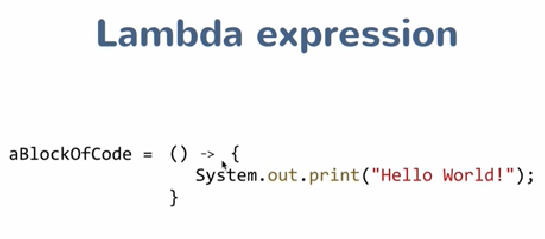 Lambda expression
aBlockOfCode = () -> {
System.out.print("Hello World!");
}